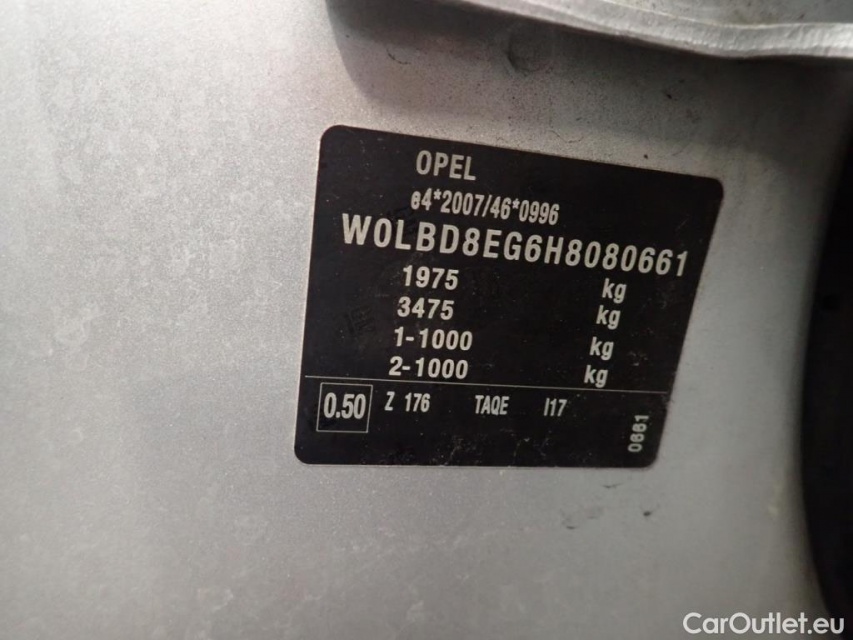 OPEL
e4*2007/46*0996
W0LBD8EG6H8080661
1975 kg
3475 kg
1-1000 kg
2-1000 kg
0.50 Z 176 TAQE I17
0661
CarOutlet.eu